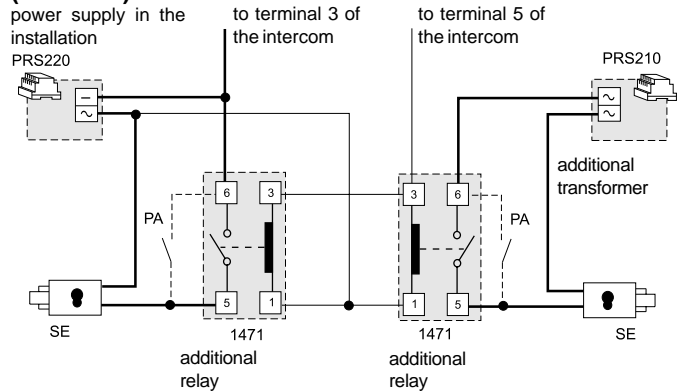 power supply in the
installation
to terminal 3 of
the intercom
to terminal 5 of
the intercom
PRS220
PRS210
–
~
~
~
additional
transformer
6
3
3
6
PA
PA
5
1
1
5
SE
1471
1471
SE
additional
relay
additional
relay